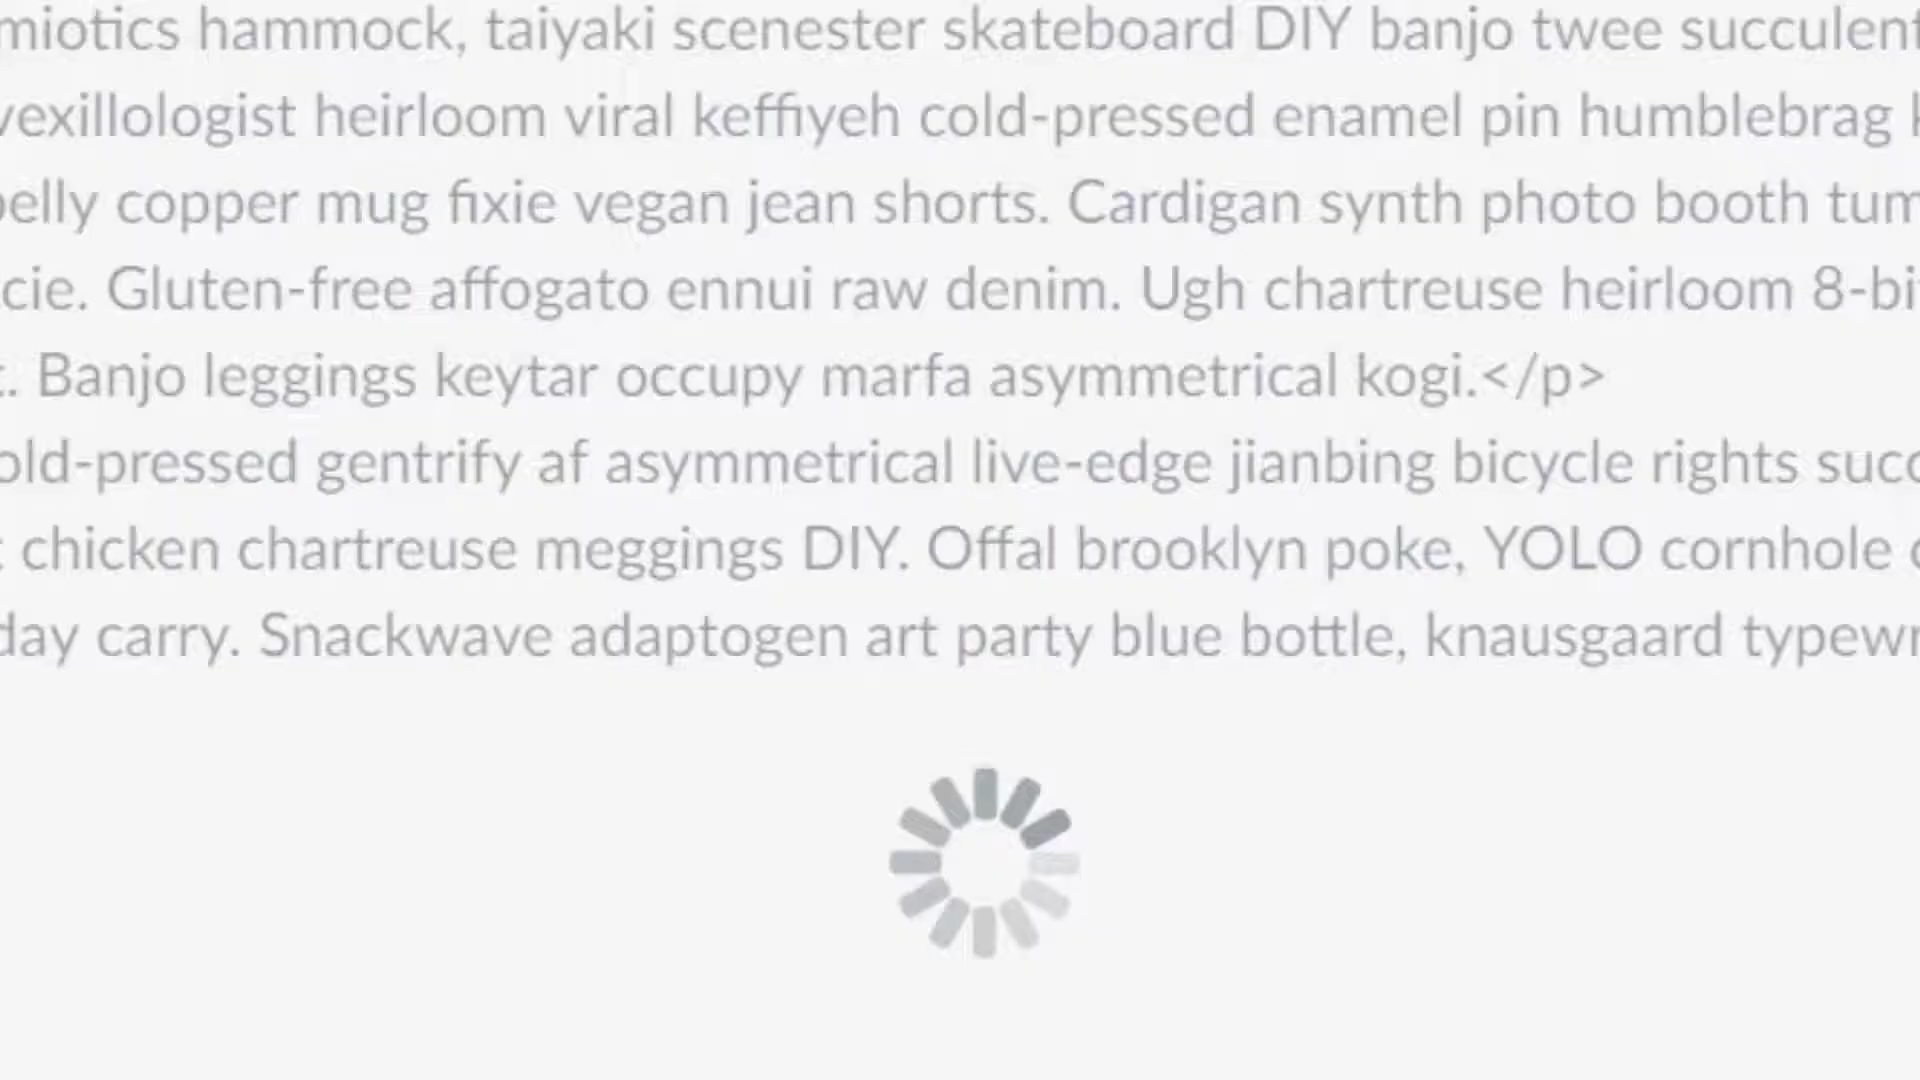 miotics hammock, taiyaki scenester skateboard DIY banjo twee succulent
vexillologist heirloom viral keffiyeh cold-pressed enamel pin humblebrag
belly copper mug fixie vegan jean shorts. Cardigan synth photo booth tum
cie. Gluten-free affogato ennui raw denim. Ugh chartreuse heirloom 8-bit
. Banjo leggings keytar occupy marfa asymmetrical kogi.</p>
old-pressed gentrify af asymmetrical live-edge jianbing bicycle rights succ
chicken chartreuse meggings DIY. Offal brooklyn poke, YOLO cornhole
day carry. Snackwave adaptogen art party blue bottle, knausgaard typewr